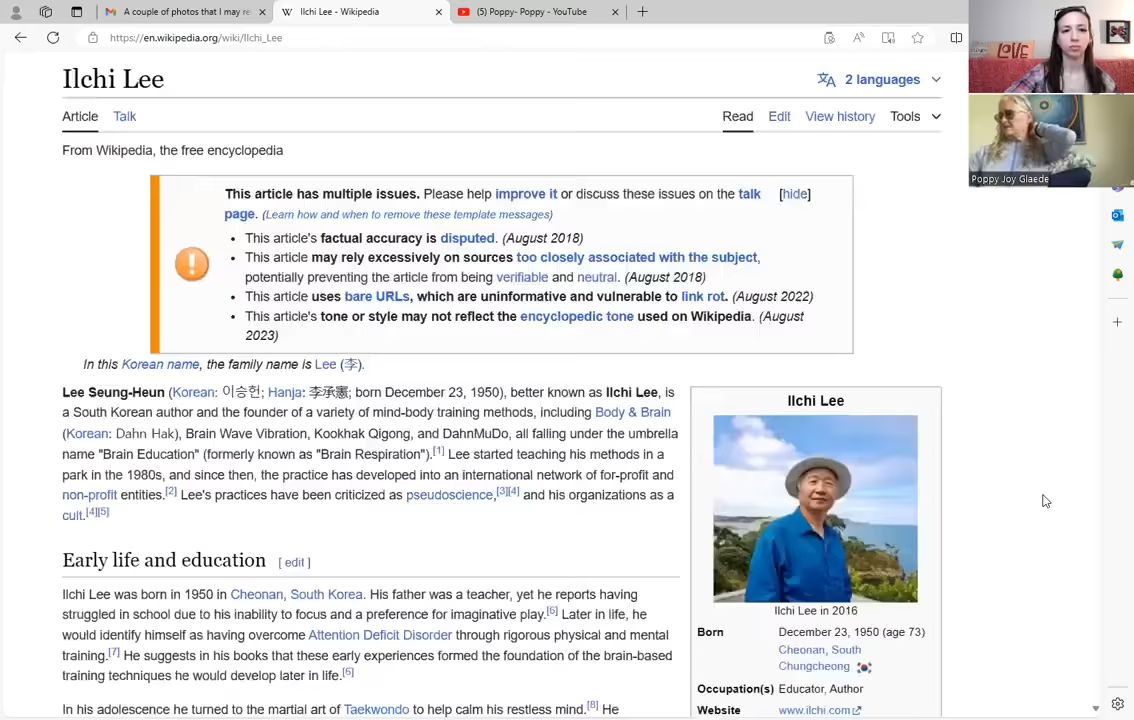 A couple of photos that I may re
Ilchi Lee - Wikipedia
(5) Poppy- Poppy - YouTube
https://en.wikipedia.org/wiki/Ilchi_Lee
LOVE
Poppy Joy Glaede
Ilchi Lee
2 languages
Article Talk
Read Edit View history Tools
From Wikipedia, the free encyclopedia
This article has multiple issues. Please help improve it or discuss these issues on the talk [hide]
page. (Learn how and when to remove these template messages)
• This article's factual accuracy is disputed. (August 2018)
• This article may rely excessively on sources too closely associated with the subject,
potentially preventing the article from being verifiable and neutral. (August 2018)
• This article uses bare URLs, which are uninformative and vulnerable to link rot. (August 2022)
• This article's tone or style may not reflect the encyclopedic tone used on Wikipedia. (August
2023)
In this Korean name, the family name is Lee (李).
Lee Seung-Heun (Korean: 이승헌; Hanja: 李承憲; born December 23, 1950), better known as Ilchi Lee, is
a South Korean author and the founder of a variety of mind-body training methods, including Body & Brain
(Korean: Dahn Hak), Brain Wave Vibration, Kookhak Qigong, and DahnMuDo, all falling under the umbrella
name "Brain Education" (formerly known as "Brain Respiration").[1] Lee started teaching his methods in a
park in the 1980s, and since then, the practice has developed into an international network of for-profit and
non-profit entities.[2] Lee's practices have been criticized as pseudoscience,[3][4] and his organizations as a
cult.[4][5]
Early life and education [ edit ]
Ilchi Lee was born in 1950 in Cheonan, South Korea. His father was a teacher, yet he reports having
struggled in school due to his inability to focus and a preference for imaginative play.[6] Later in life, he
would identify himself as having overcome Attention Deficit Disorder through rigorous physical and mental
training.[7] He suggests in his books that these early experiences formed the foundation of the brain-based
training techniques he would develop later in life.[6]
In his adolescence he turned to the martial art of Taekwondo to help calm his restless mind.[8] He
Ilchi Lee
Ilchi Lee in 2016
Born December 23, 1950 (age 73)
Cheonan, South
Chungcheong
Occupation(s) Educator, Author
Website www.ilchi.com